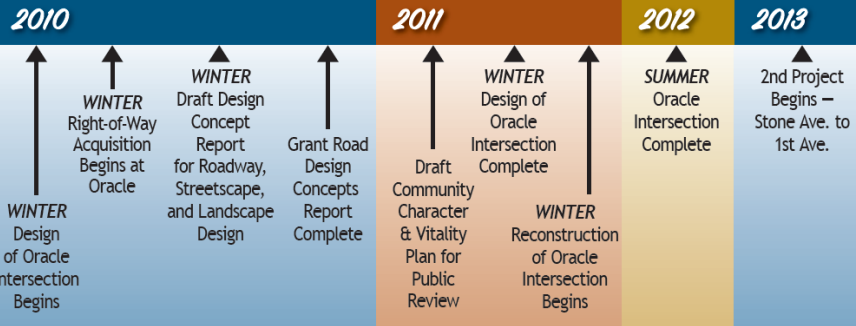 2010
2011
2012
2013
WINTER
Design
of Oracle
ntersection
Begins
WINTER
Right-of-Way
Acquisition
Begins at
Oracle
WINTER
Draft Design
Concept
Report
for Roadway,
Streetscape,
and Landscape
Design
Grant Road
Design
Concepts
Report
Complete
Draft
Community
Character
& Vitality
Plan for
Public
Review
WINTER
Design of
Oracle
Intersection
Complete
WINTER
Reconstruction
of Oracle
Intersection
Begins
SUMMER
Oracle
Intersection
Complete
2nd Project
Begins —
Stone Ave. to
1st Ave.